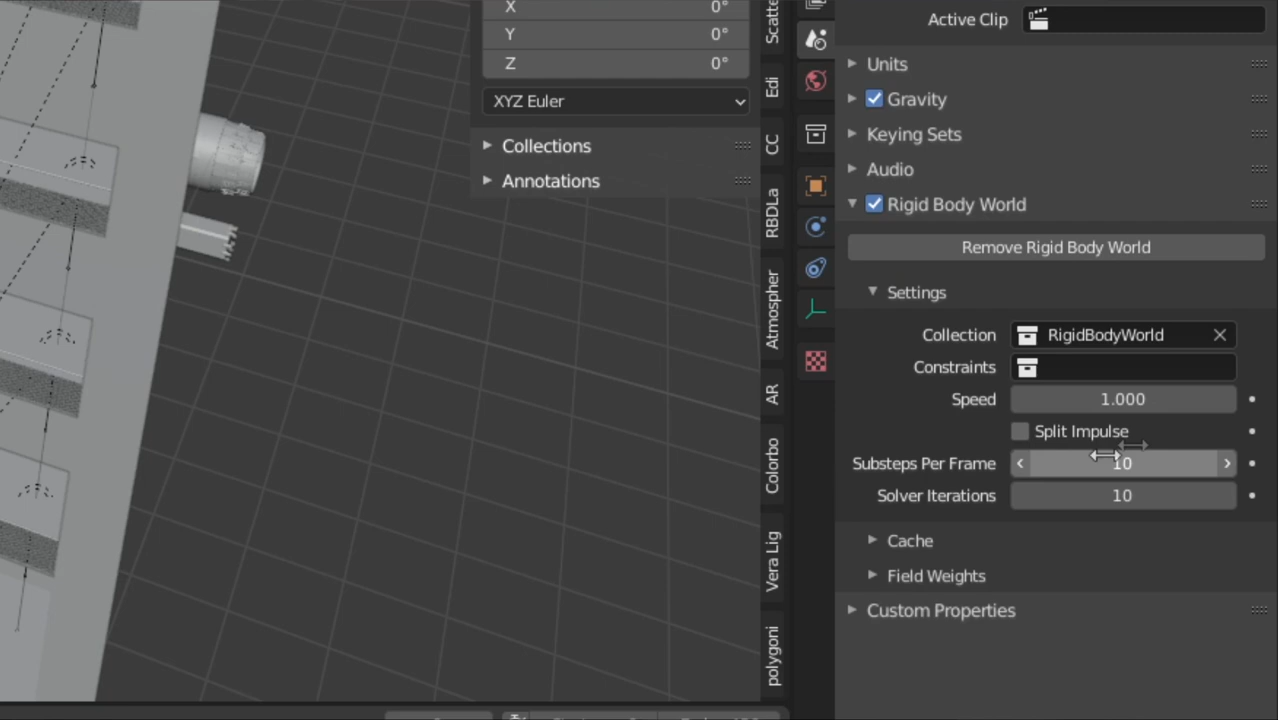 X 0°
Y 0°
Z 0°
XYZ Euler
Collections
Annotations
Scatte
Edi
CC
RBDLa
Atmospher
AR
Colorbo
Vera Lig
polygoni
Active Clip
Units
Gravity
Keying Sets
Audio
Rigid Body World
Remove Rigid Body World
Settings
Collection RigidBodyWorld
Constraints
Speed 1.000
Split Impulse
Substeps Per Frame 10
Solver Iterations 10
Cache
Field Weights
Custom Properties